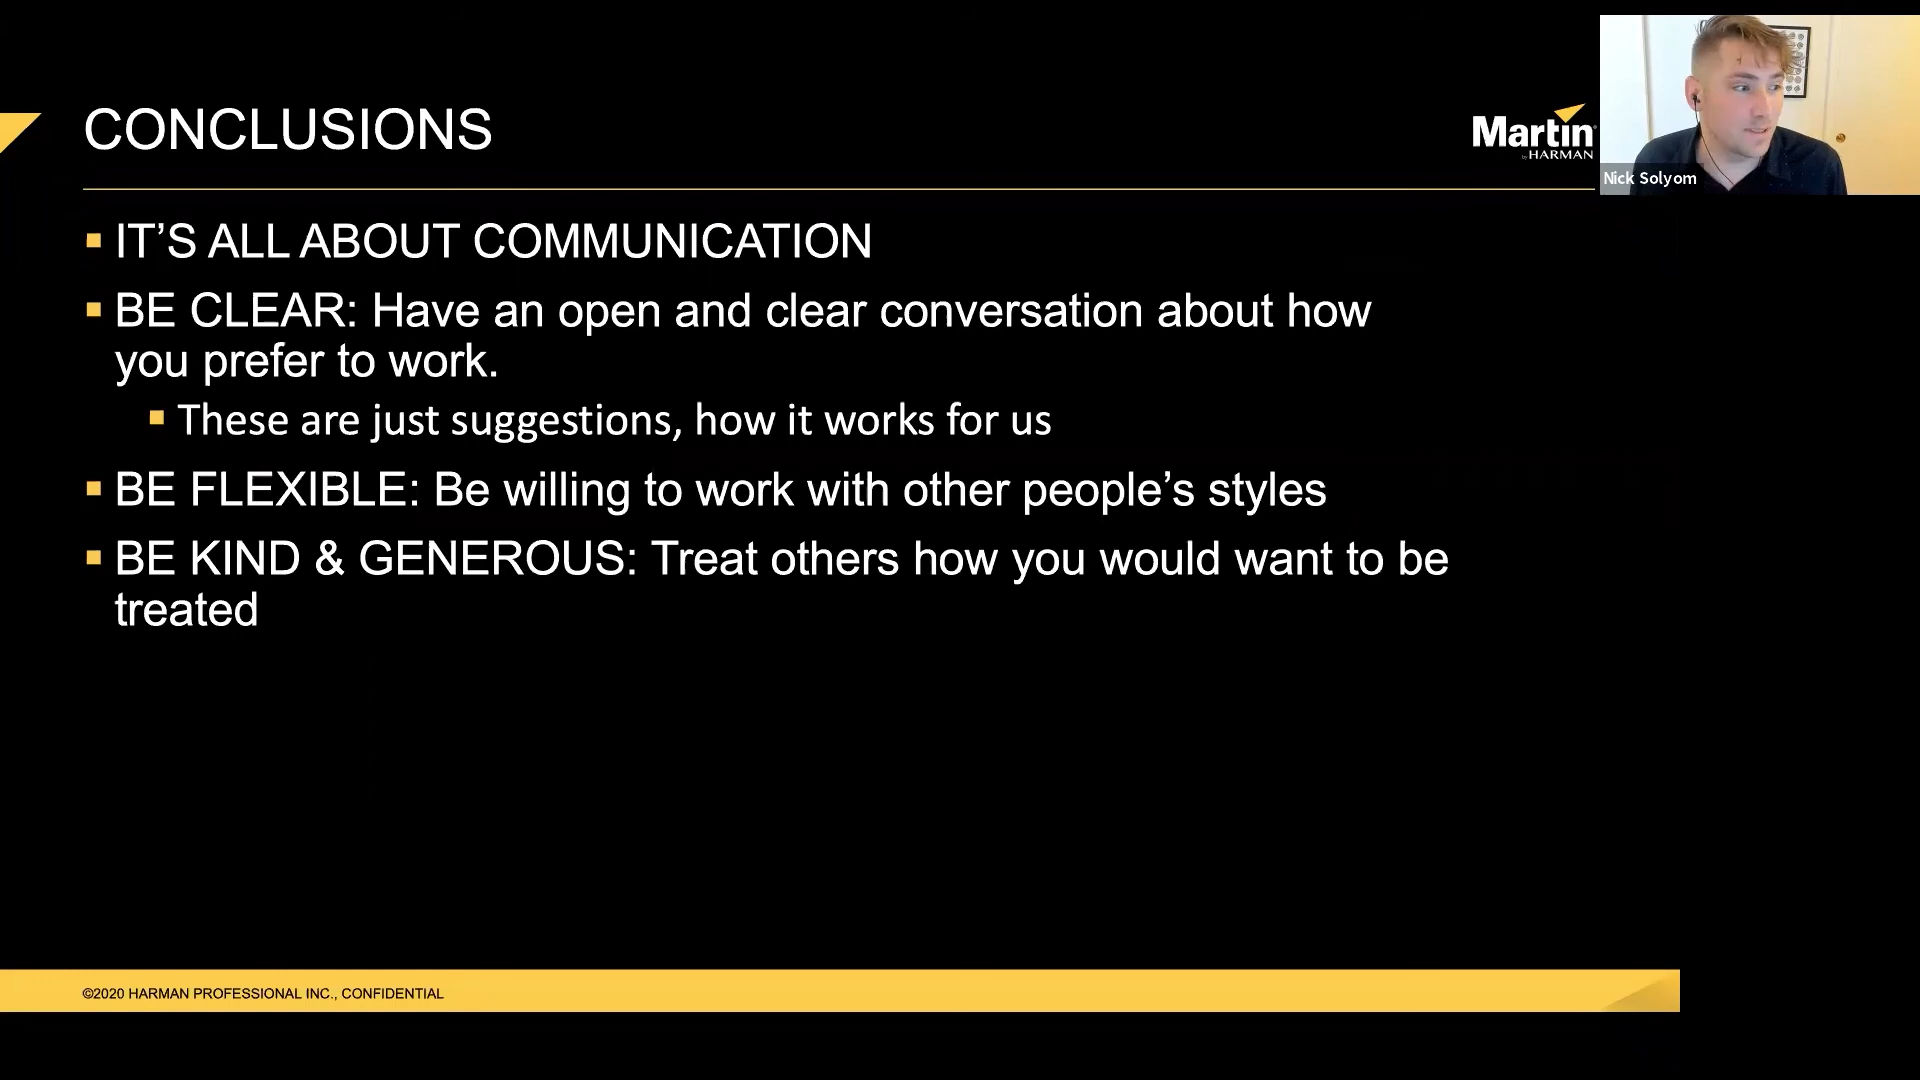 CONCLUSIONS
Martin
by HARMAN
Nick Solyom
▪ IT’S ALL ABOUT COMMUNICATION
▪ BE CLEAR: Have an open and clear conversation about how
you prefer to work.
▪ These are just suggestions, how it works for us
▪ BE FLEXIBLE: Be willing to work with other people’s styles
▪ BE KIND & GENEROUS: Treat others how you would want to be
treated
©2020 HARMAN PROFESSIONAL INC., CONFIDENTIAL